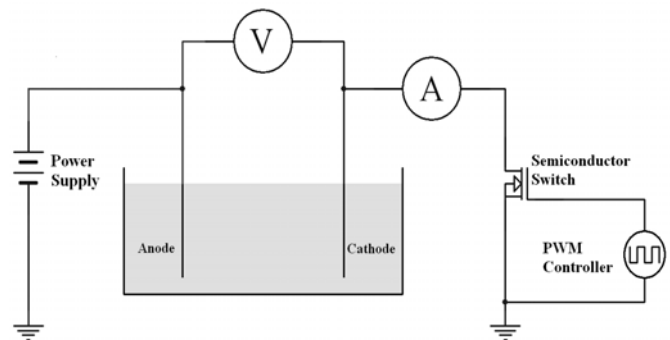 V
A
Power
Supply
Semiconductor
Switch
Anode
Cathode
PWM
Controller